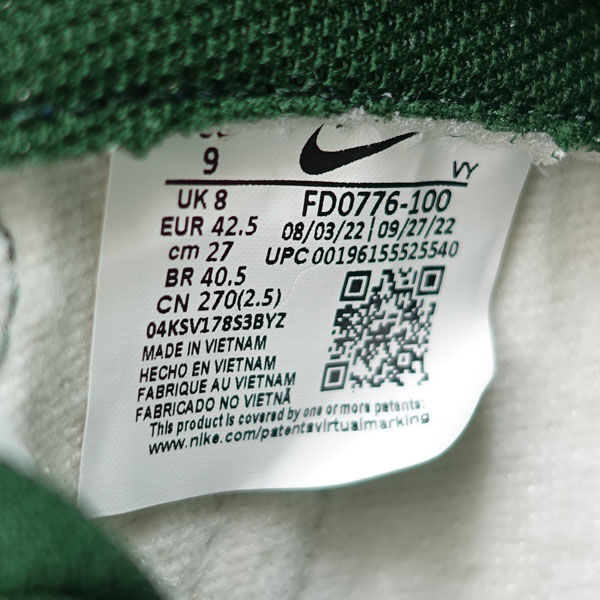 9
UK 8
EUR 42.5
cm 27
BR 40.5
CN 270(2.5)
04KSV178S3BYZ
MADE IN VIETNAM
HECHO EN VIETNAM
FABRIQUE AU VIETNAM
FABRICADO NO VIETNÃ
This product is covered by one or more patents:
www.nike.com/patentsvirtualmarking
VY
FD0776-100
08/03/22 | 09/27/22
UPC 00196155525540